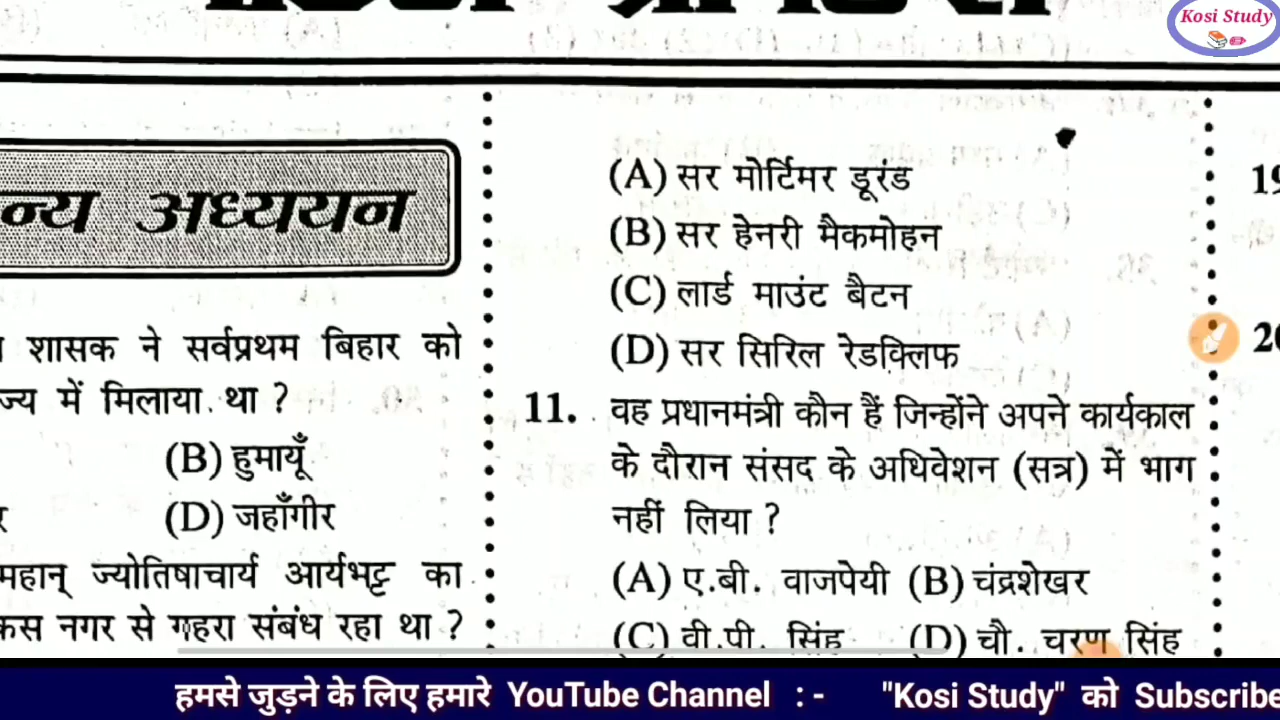 Kosi Study
न्य अध्ययन
शासक ने सर्वप्रथम बिहार को
ज्य में मिलाया था ?
(B) हुमायूँ
(D) जहाँगीर
महान् ज्योतिषाचार्य आर्यभट्ट का
नगर से गहरा संबंध रहा था ?
(A) सर मोर्टिमर डूरंड
(B) सर हेनरी मैकमोहन
(C) लार्ड माउंट बैटन
(D) सर सिरिल रेडक्लिफ
11. वह प्रधानमंत्री कौन हैं जिन्होंने अपने कार्यकाल
के दौरान संसद के अधिवेशन (सत्र) में भाग
नहीं लिया ?
(A) ए.बी. वाजपेयी (B) चंद्रशेखर
(C) वी.पी. सिंह (D) चौ. चरण सिंह
हमसे जुड़ने के लिए हमारे YouTube Channel : - "Kosi Study" को Subscribe